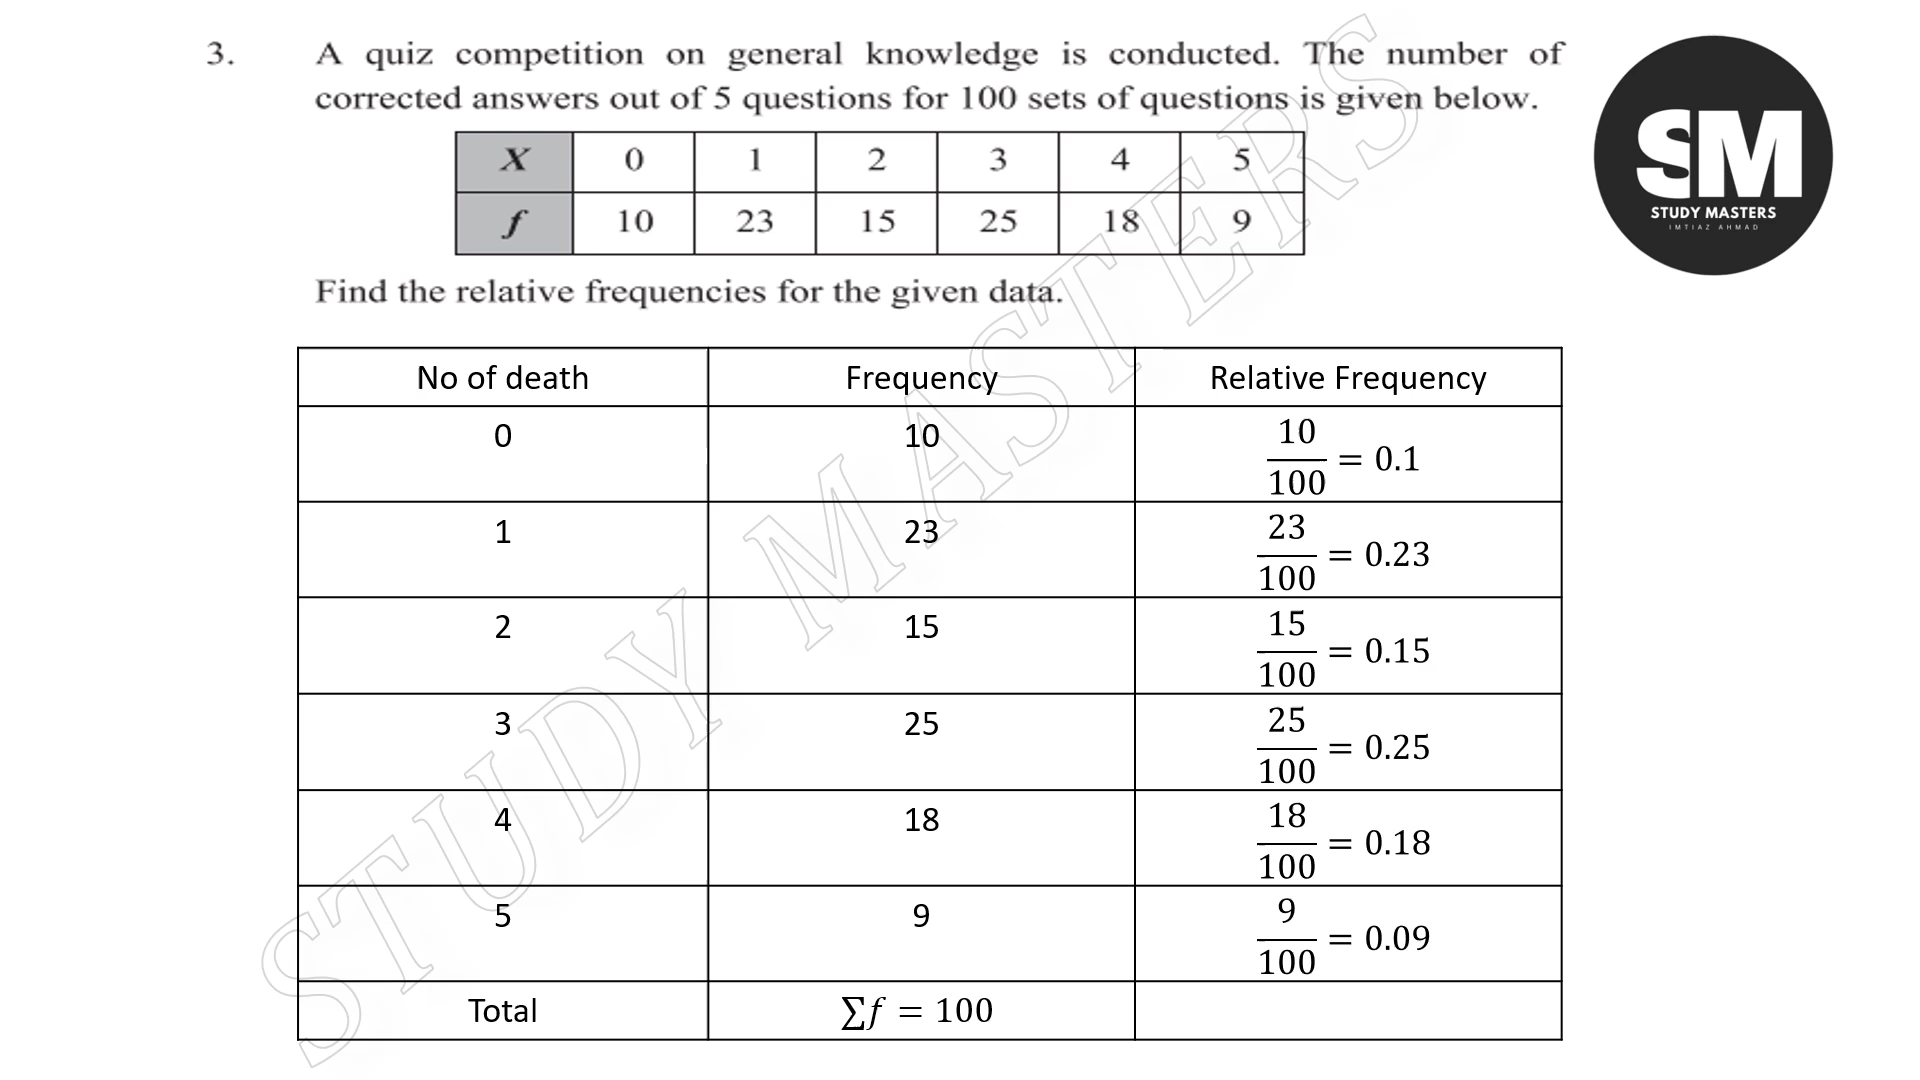 3. A quiz competition on general knowledge is conducted. The number of
corrected answers out of 5 questions for 100 sets of questions is given below.
X 0 1 2 3 4 5
f 10 23 15 25 18 9
Find the relative frequencies for the given data.
SM
STUDY MASTERS
IMTIAZ AHMAD
No of death Frequency Relative Frequency
0 10 10/100 = 0.1
1 23 23/100 = 0.23
2 15 15/100 = 0.15
3 25 25/100 = 0.25
4 18 18/100 = 0.18
5 9 9/100 = 0.09
Total ∑f = 100
STUDY MASTERS